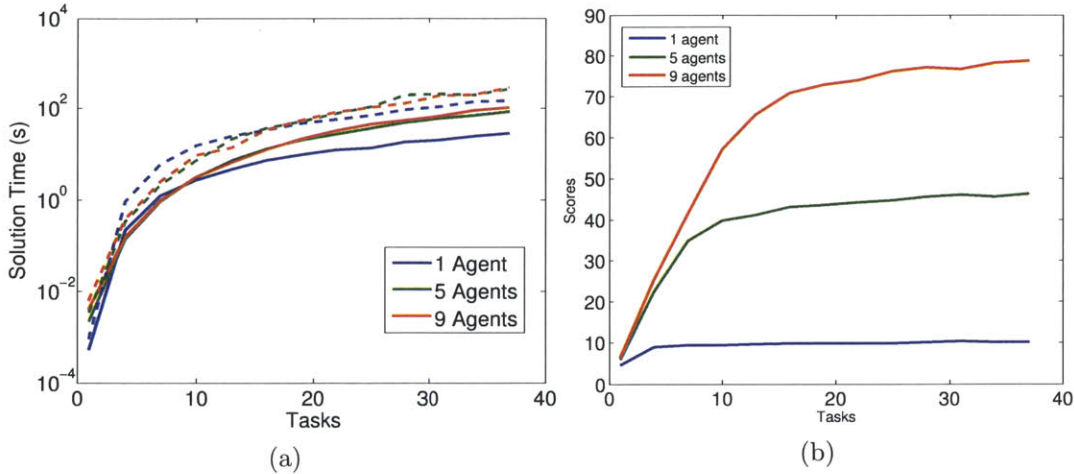 10^4
10^2
10^0
10^-2
10^-4
Solution Time (s)
0 10 20 30 40
Tasks
1 Agent
5 Agents
9 Agents
(a)
90
80
70
60
50
40
30
20
10
0
Scores
0 10 20 30 40
Tasks
1 agent
5 agents
9 agents
(b)